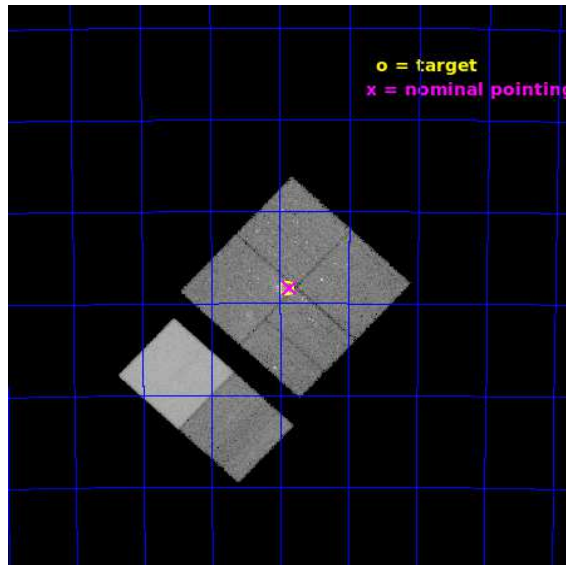 o = target
x = nominal pointing